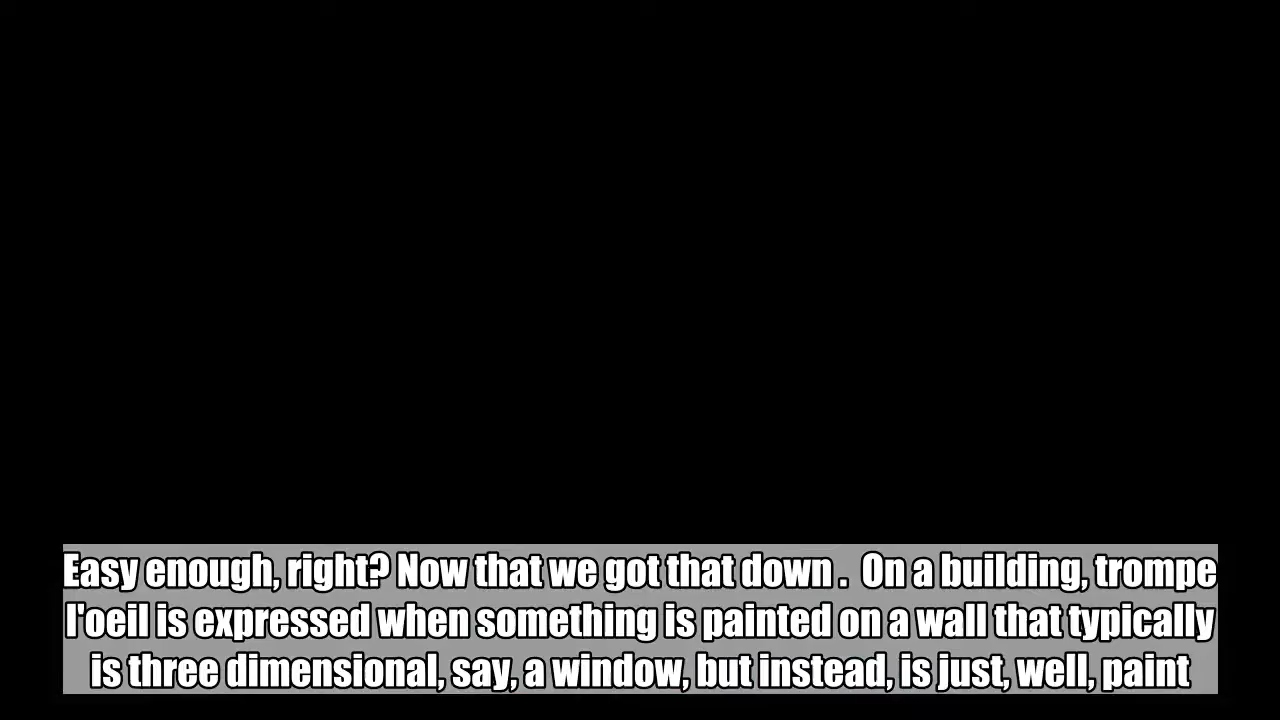 Easy enough, right? Now that we got that down .  On a building, trompe
l'oeil is expressed when something is painted on a wall that typically
is three dimensional, say, a window, but instead, is just, well, paint